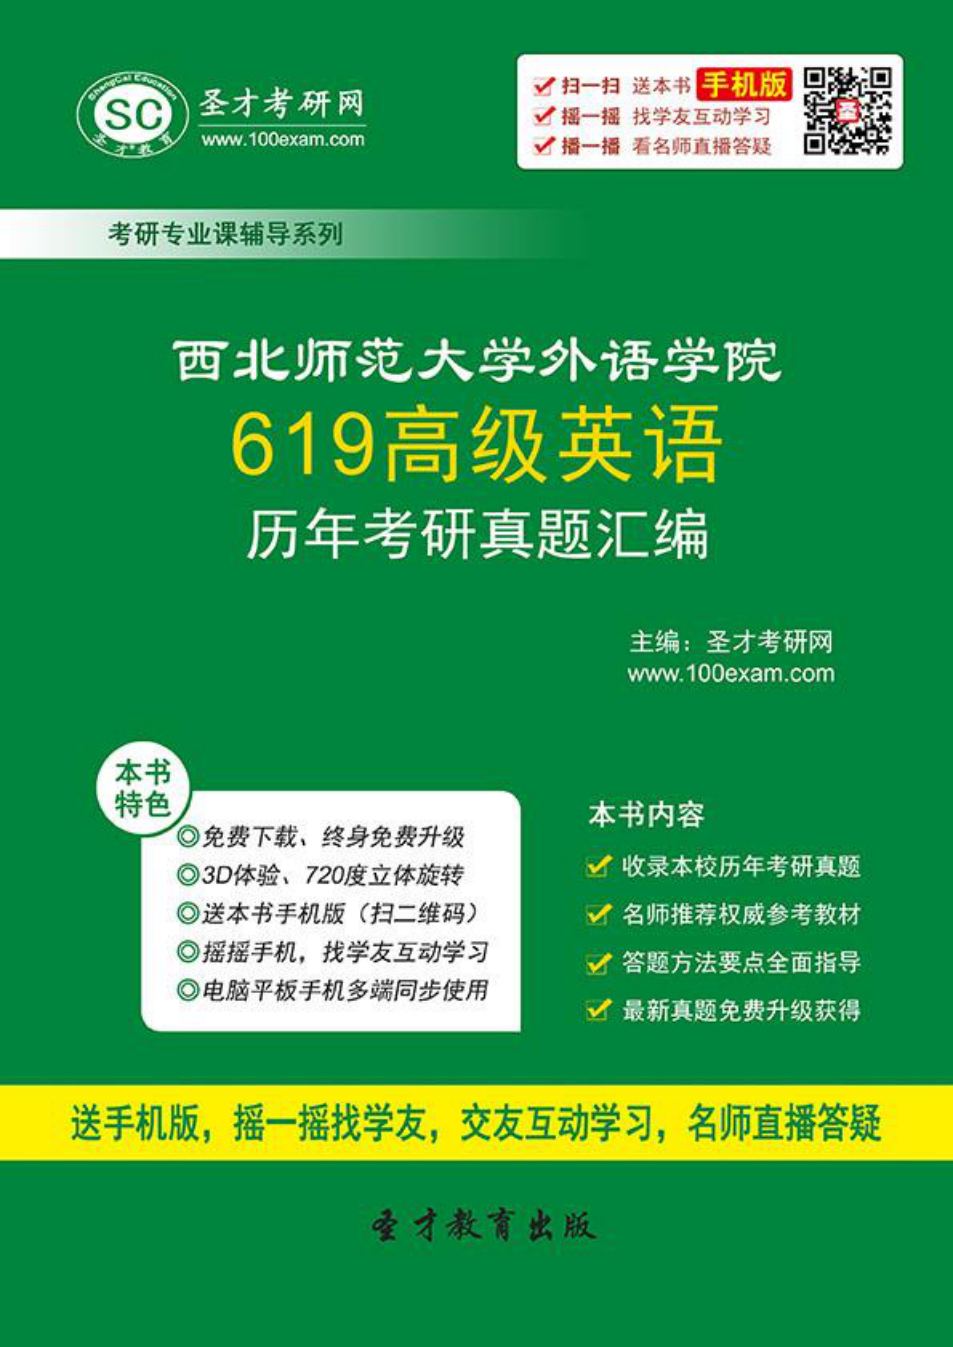 ShengCai Education
SC
圣才®教育
圣才考研网
www.100exam.com
扫一扫 送本书 手机版
摇一摇 找学友互动学习
播一播 看名师直播答疑
圣
考研专业课辅导系列
西北师范大学外语学院
619高级英语
历年考研真题汇编
主编：圣才考研网
www.100exam.com
本书
特色
◎免费下载、终身免费升级
◎3D体验、720度立体旋转
◎送本书手机版（扫二维码）
◎摇摇手机，找学友互动学习
◎电脑平板手机多端同步使用
本书内容
收录本校历年考研真题
名师推荐权威参考教材
答题方法要点全面指导
最新真题免费升级获得
送手机版，摇一摇找学友，交友互动学习，名师直播答疑
圣才教育出版